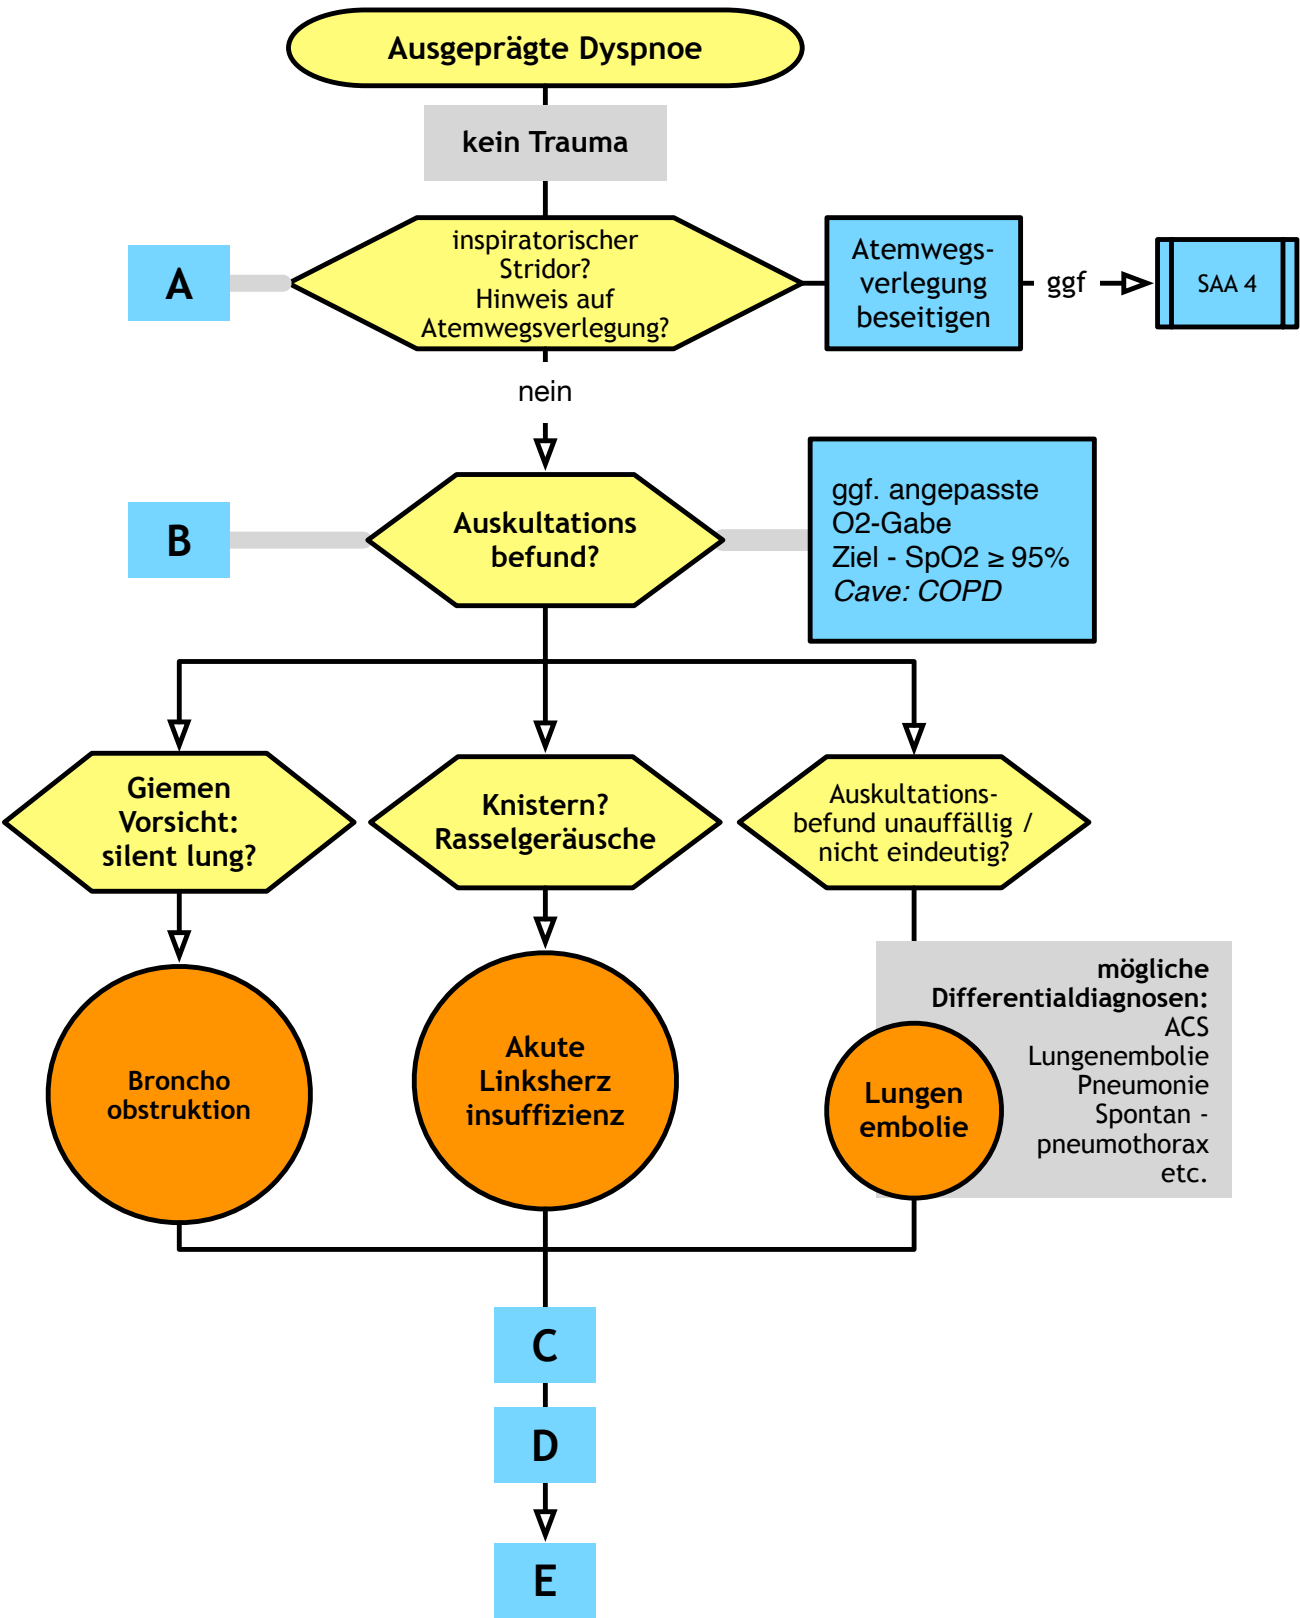 Ausgeprägte Dyspnoe
kein Trauma
A
inspiratorischer
Stridor?
Hinweis auf
Atemwegsverlegung?
Atemwegs-
verlegung
beseitigen
ggf
SAA 4
nein
B
Auskultations
befund?
ggf. angepasste
O2-Gabe
Ziel - SpO2 ≥ 95%
Cave: COPD
Giemen
Vorsicht:
silent lung?
Knistern?
Rasselgeräusche
Auskultations-
befund unauffällig /
nicht eindeutig?
Broncho
obstruktion
Akute
Linksherz
insuffizienz
Lungen
embolie
mögliche
Differentialdiagnosen:
ACS
Lungenembolie
Pneumonie
Spontan -
pneumothorax
etc.
C
D
E